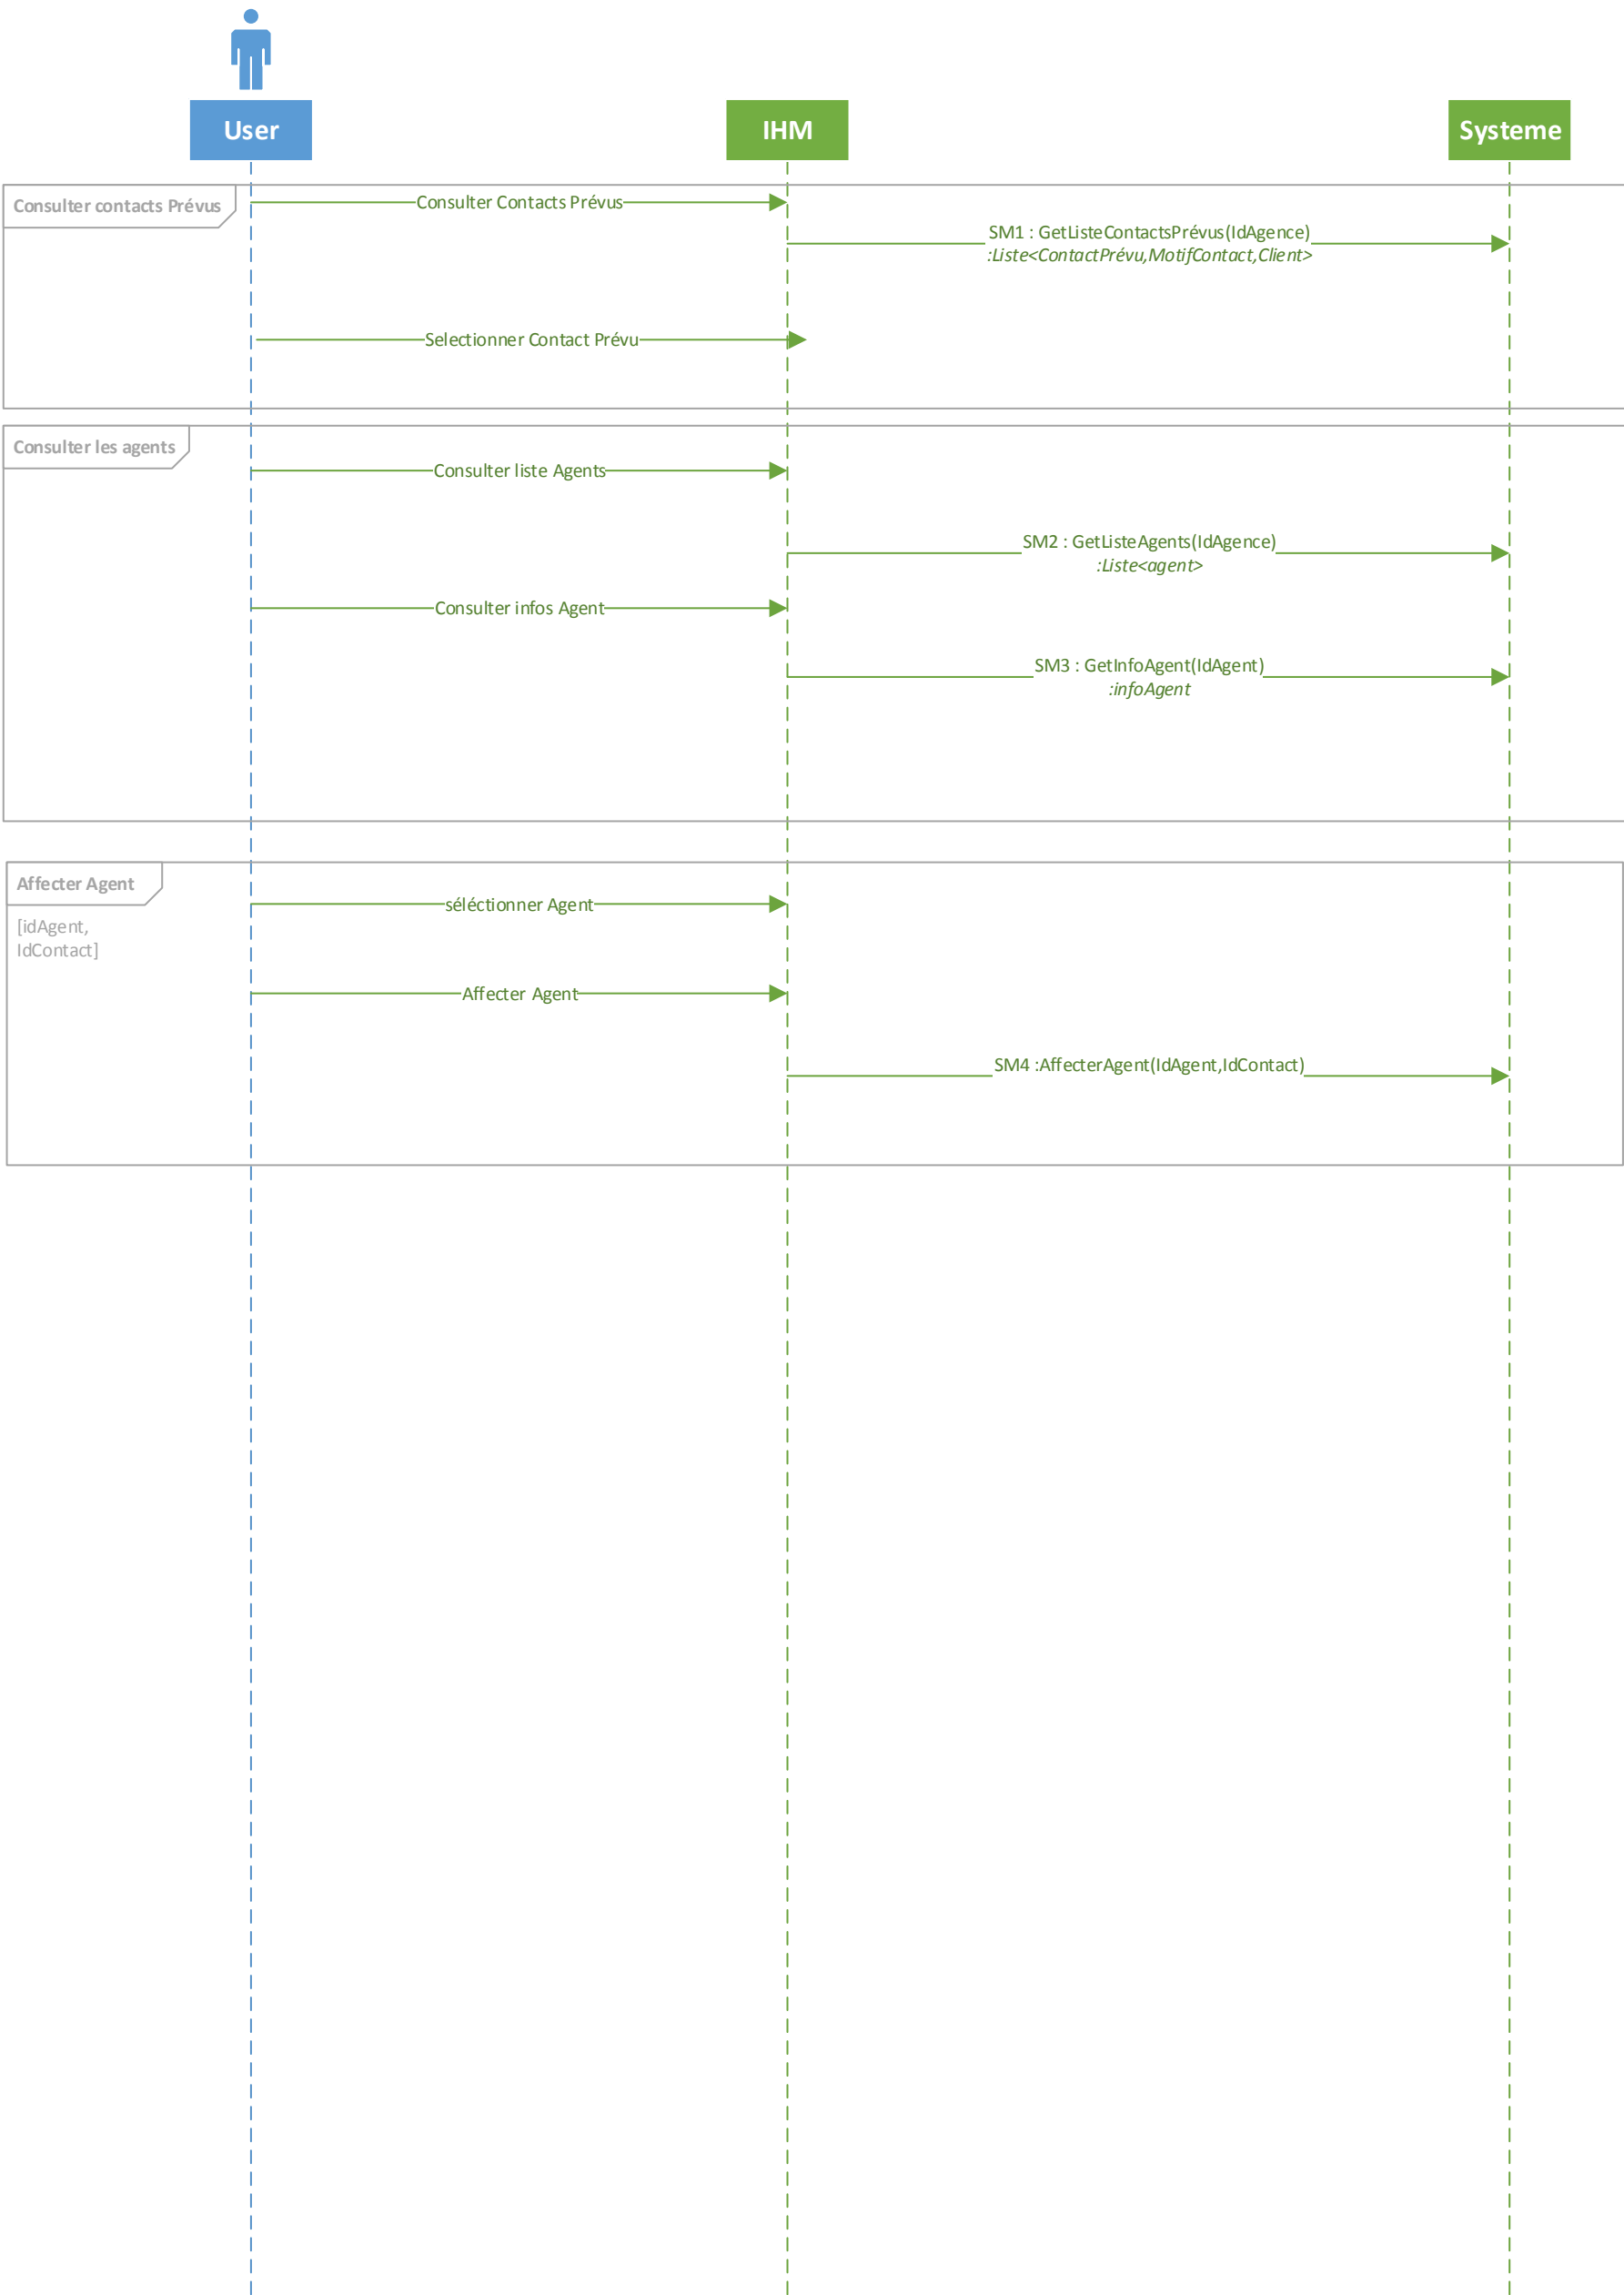 User
IHM
Systeme
Consulter contacts Prévus
Consulter Contacts Prévus
SM1 : GetListeContactsPrévus(IdAgence)
:Liste<ContactPrévu,MotifContact,Client>
Selectionner Contact Prévu
Consulter les agents
Consulter liste Agents
SM2 : GetListeAgents(IdAgence)
:Liste<agent>
Consulter infos Agent
SM3 : GetInfoAgent(IdAgent)
:infoAgent
Affecter Agent
[idAgent,
IdContact]
séléctionner Agent
Affecter Agent
SM4 :AffecterAgent(IdAgent,IdContact)